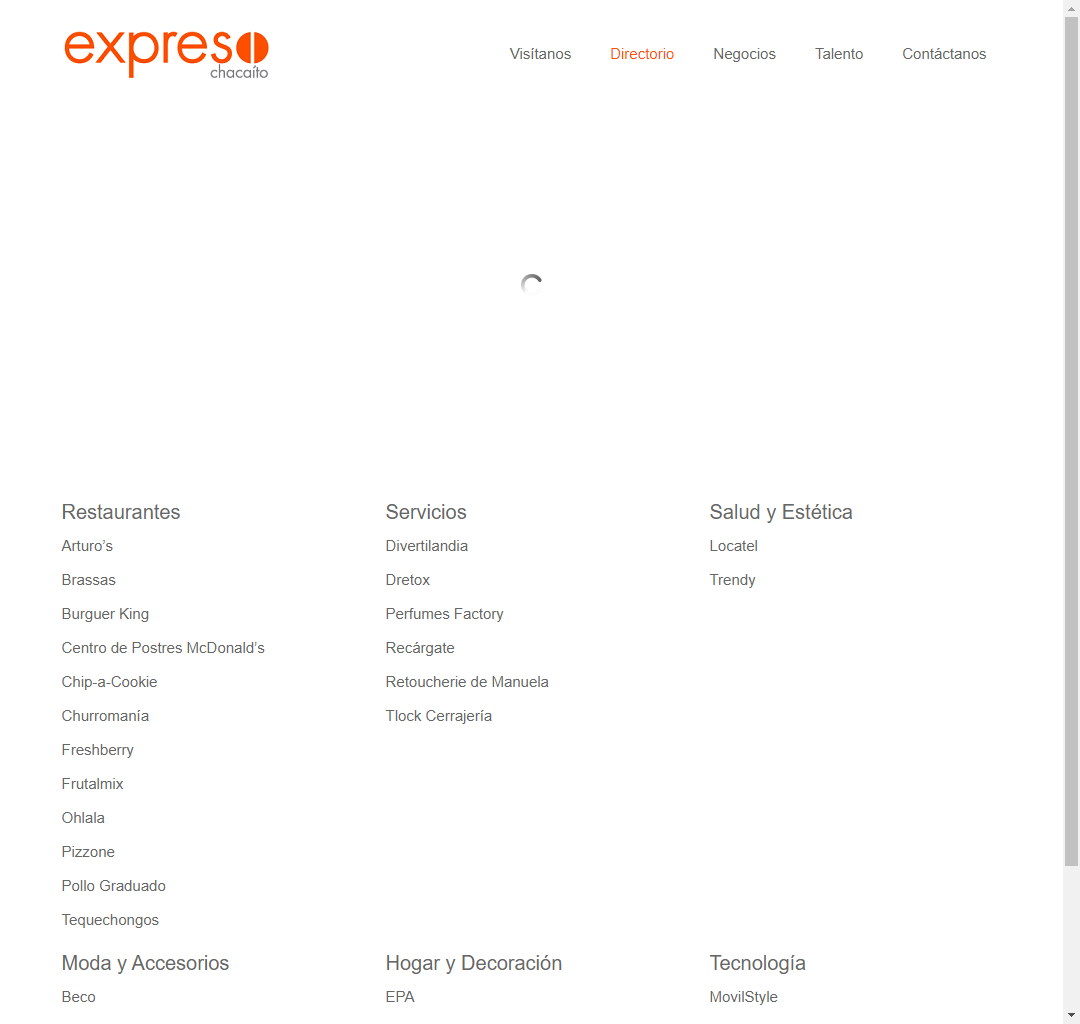 expreso
chacaíto
Visítanos
Directorio
Negocios
Talento
Contáctanos
Restaurantes
Arturo’s
Brassas
Burguer King
Centro de Postres McDonald’s
Chip-a-Cookie
Churromanía
Freshberry
Frutalmix
Ohlala
Pizzone
Pollo Graduado
Tequechongos
Servicios
Divertilandia
Dretox
Perfumes Factory
Recárgate
Retoucherie de Manuela
Tlock Cerrajería
Salud y Estética
Locatel
Trendy
Moda y Accesorios
Beco
Hogar y Decoración
EPA
Tecnología
MovilStyle